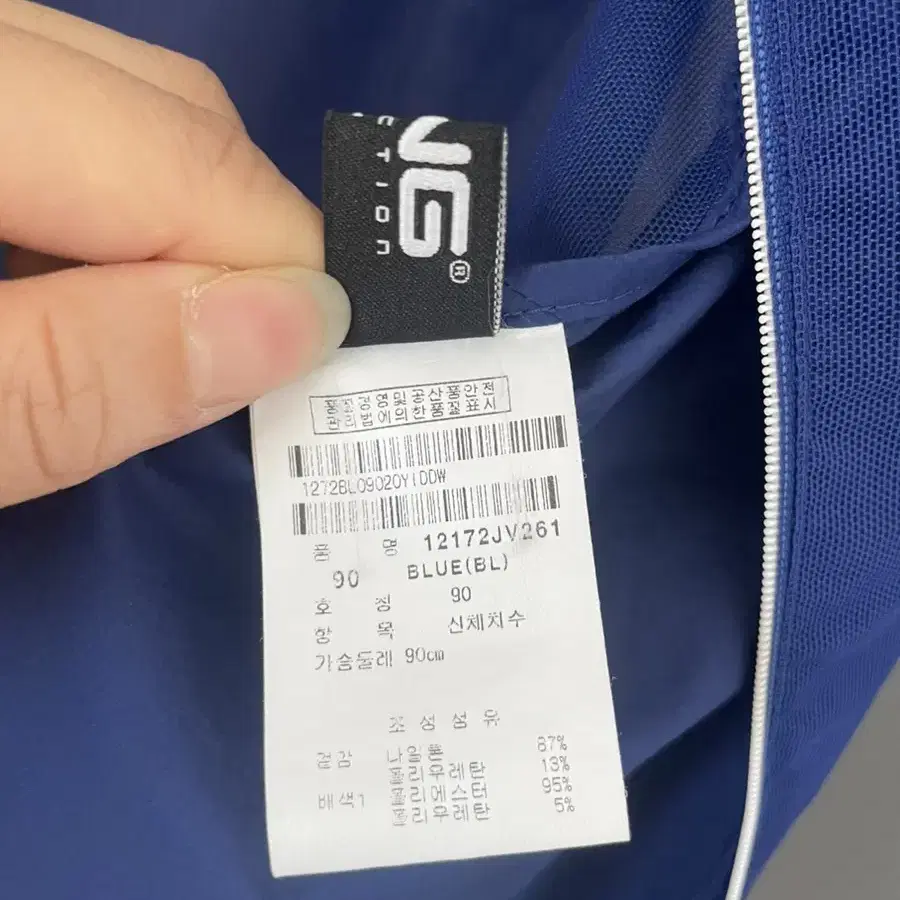 NG
ction
®
품질경영및공산품안전
관리법에의한품질표시
1272BL09020YIDDW
품 명 12172JV261
90 BLUE(BL)
호 칭 90
항 목 신체치수
가슴둘레 90cm
조 성 섬 유
겉감 나일론 87%
폴리우레탄 13%
배색1 폴리에스터 95%
폴리우레탄 5%